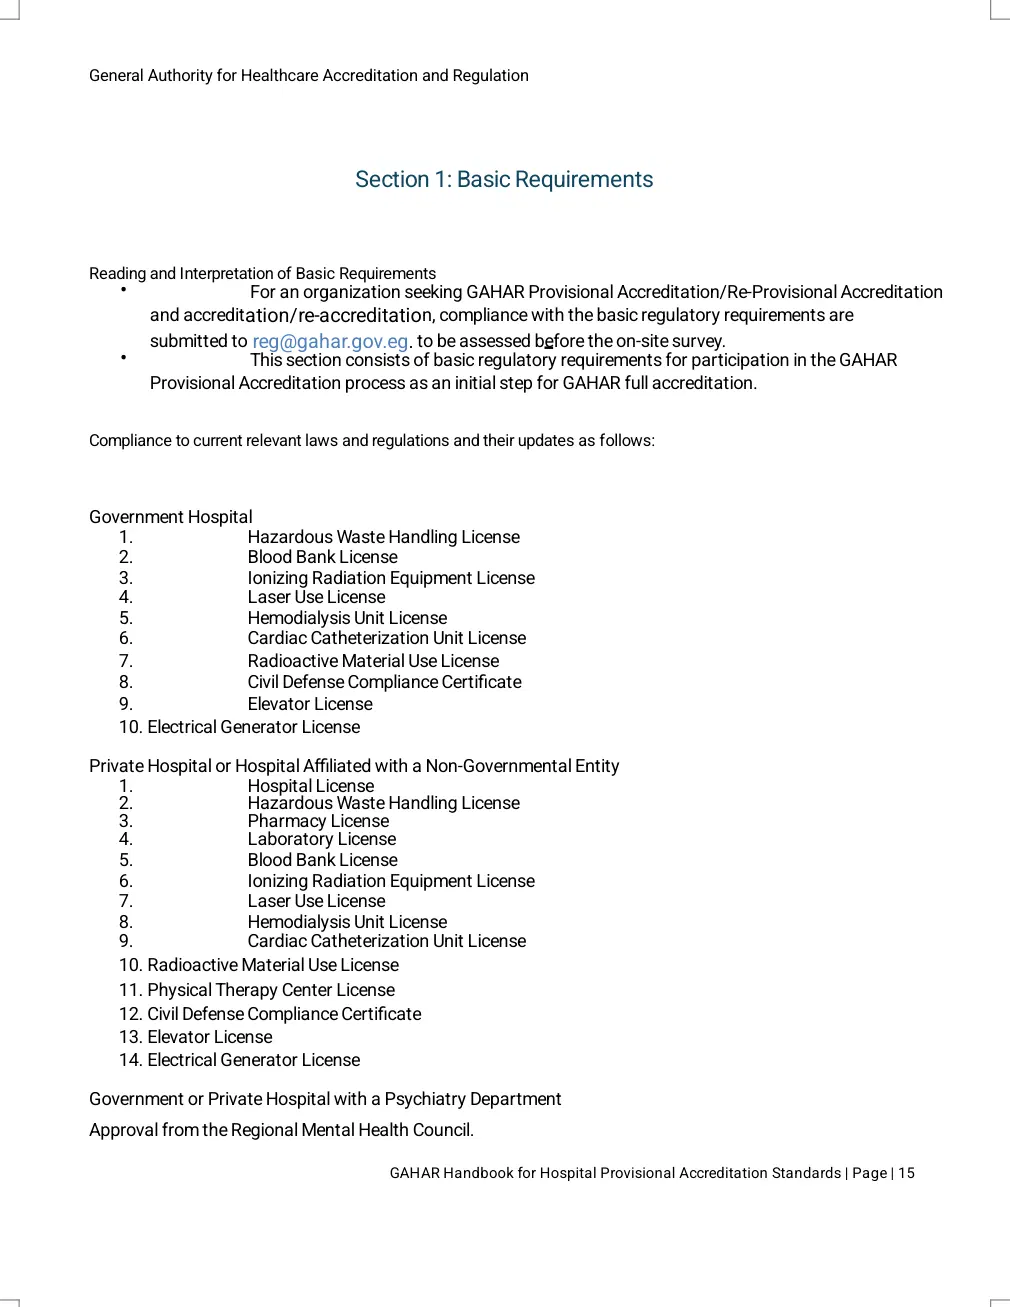 General Authority for Healthcare Accreditation and Regulation
Section 1: Basic Requirements
Reading and Interpretation of Basic Requirements
• For an organization seeking GAHAR Provisional Accreditation/Re-Provisional Accreditation
and accreditation/re-accreditation, compliance with the basic regulatory requirements are
submitted to reg@gahar.gov.eg. to be assessed before the on-site survey.
• This section consists of basic regulatory requirements for participation in the GAHAR
Provisional Accreditation process as an initial step for GAHAR full accreditation.
Compliance to current relevant laws and regulations and their updates as follows:
Government Hospital
1. Hazardous Waste Handling License
2. Blood Bank License
3. Ionizing Radiation Equipment License
4. Laser Use License
5. Hemodialysis Unit License
6. Cardiac Catheterization Unit License
7. Radioactive Material Use License
8. Civil Defense Compliance Certificate
9. Elevator License
10. Electrical Generator License
Private Hospital or Hospital Affiliated with a Non-Governmental Entity
1. Hospital License
2. Hazardous Waste Handling License
3. Pharmacy License
4. Laboratory License
5. Blood Bank License
6. Ionizing Radiation Equipment License
7. Laser Use License
8. Hemodialysis Unit License
9. Cardiac Catheterization Unit License
10. Radioactive Material Use License
11. Physical Therapy Center License
12. Civil Defense Compliance Certificate
13. Elevator License
14. Electrical Generator License
Government or Private Hospital with a Psychiatry Department
Approval from the Regional Mental Health Council.
GAHAR Handbook for Hospital Provisional Accreditation Standards | Page | 15